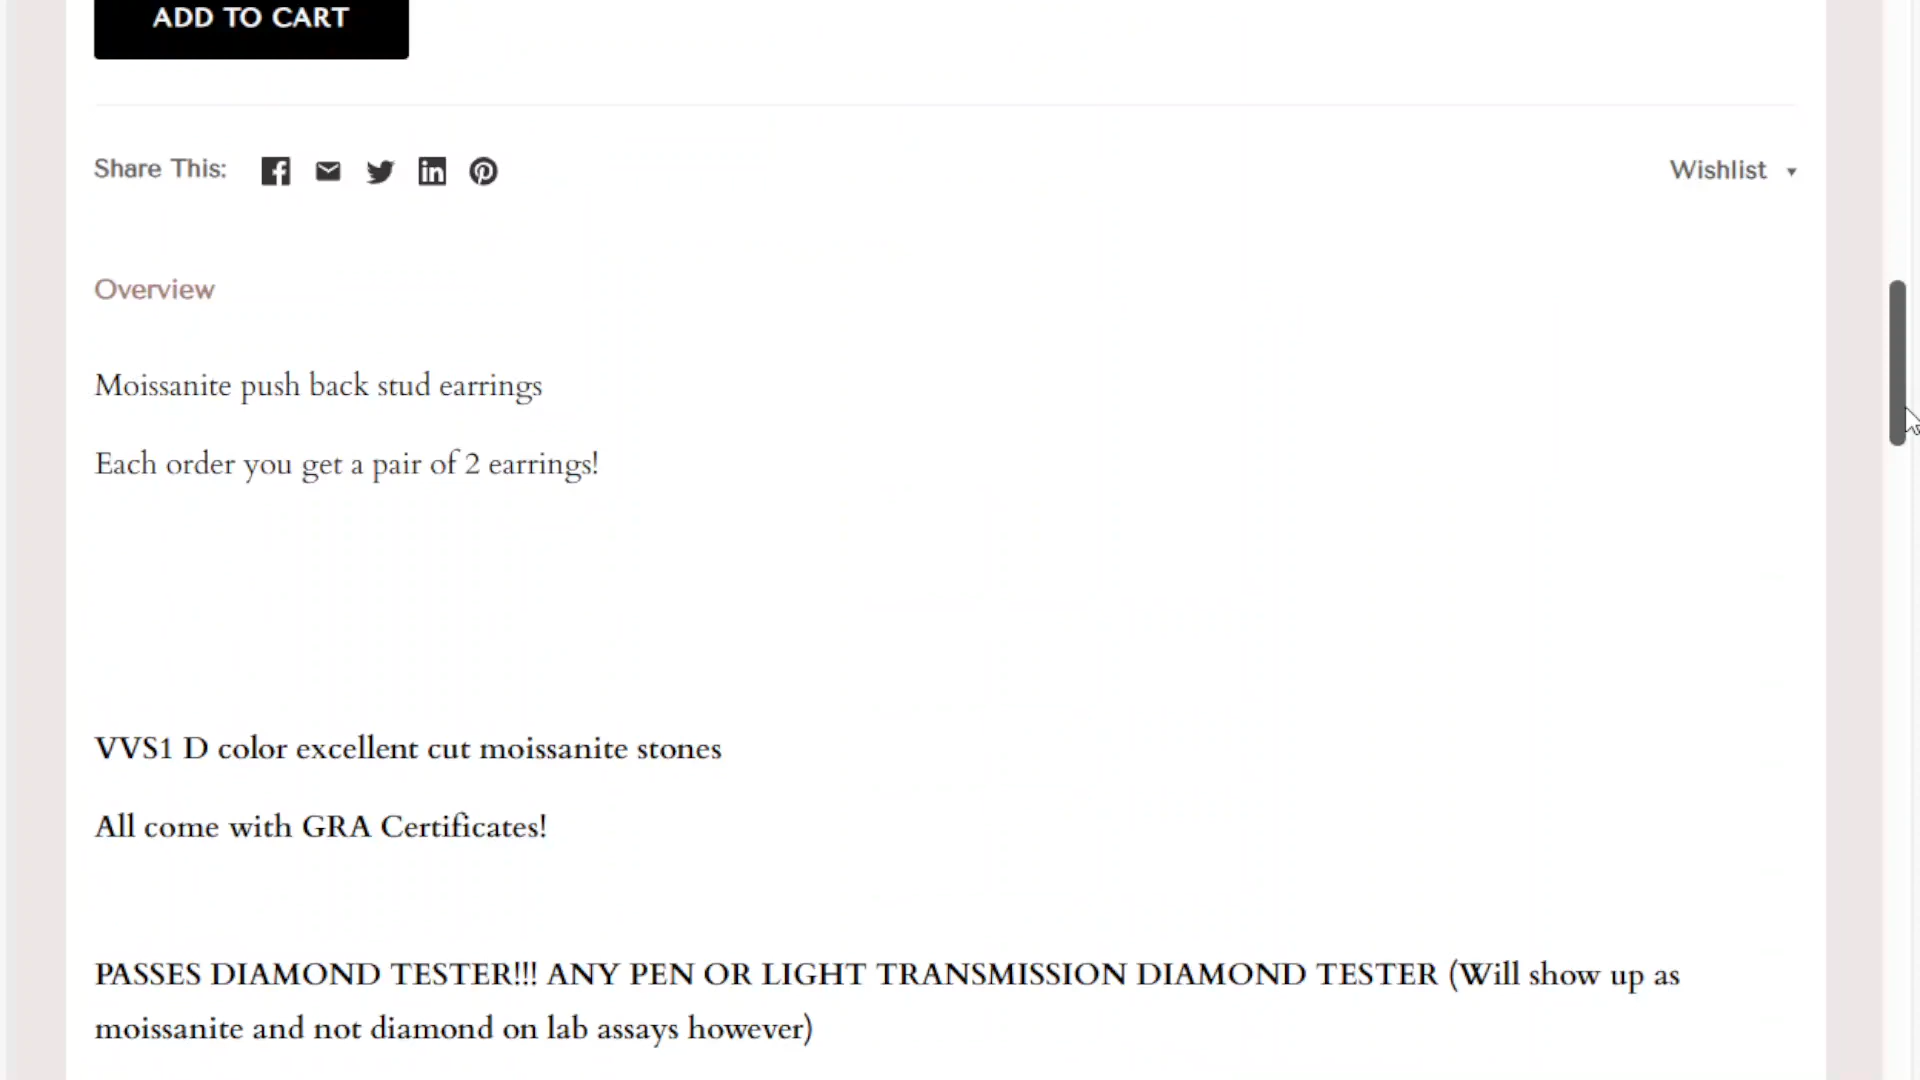 ADD TO CART
Share This:
Wishlist
Overview
Moissanite push back stud earrings
Each order you get a pair of 2 earrings!
VVS1 D color excellent cut moissanite stones
All come with GRA Certificates!
PASSES DIAMOND TESTER!!! ANY PEN OR LIGHT TRANSMISSION DIAMOND TESTER (Will show up as
moissanite and not diamond on lab assays however)